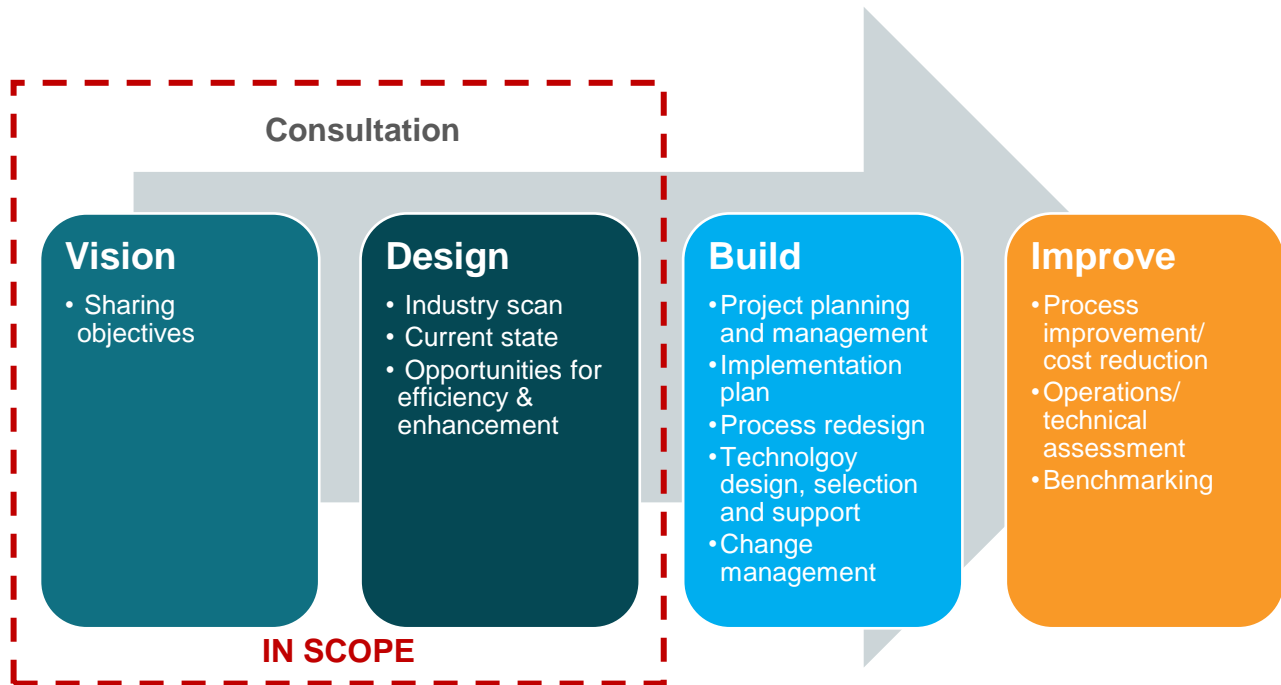 Consultation
Vision
• Sharing
objectives
Design
• Industry scan
• Current state
• Opportunities for
efficiency &
enhancement
Build
•Project planning
and management
•Implementation
plan
•Process redesign
•Technolgoy
design, selection
and support
•Change
management
Improve
•Process
improvement/
cost reduction
•Operations/
technical
assessment
•Benchmarking
IN SCOPE